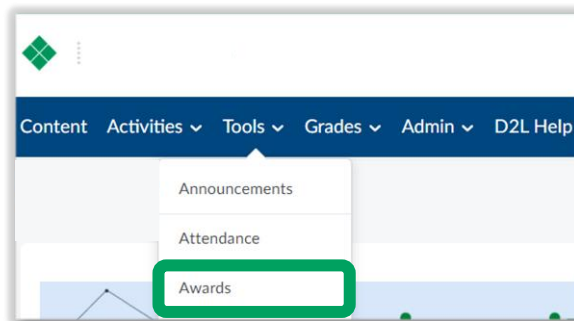 Content Activities Tools Grades Admin D2L Help
Announcements
Attendance
Awards